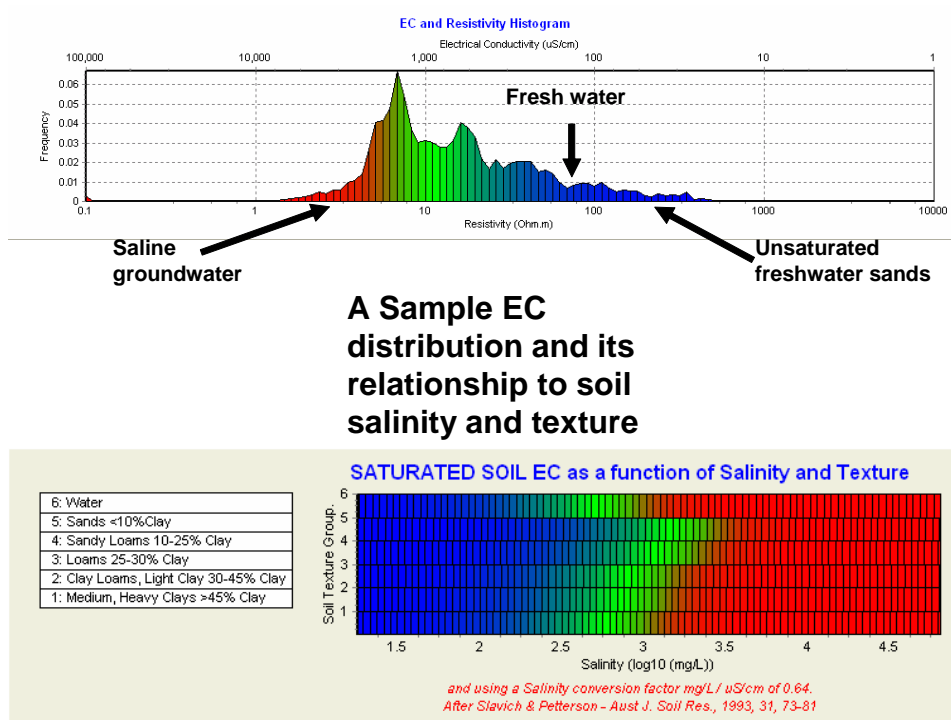 EC and Resistivity Histogram
Electrical Conductivity (uS/cm)
100,000 10,000 1,000 100 10 1
Frequency
0.06
0.05
0.04
0.03
0.02
0.01
0
Fresh water
0.1 1 10 100 1000 10000
Resistivity (Ohm.m)
Saline
groundwater
Unsaturated
freshwater sands
A Sample EC
distribution and its
relationship to soil
salinity and texture
SATURATED SOIL EC as a function of Salinity and Texture
6: Water
5: Sands <10%Clay
4: Sandy Loams 10-25% Clay
3: Loams 25-30% Clay
2: Clay Loams, Light Clay 30-45% Clay
1: Medium, Heavy Clays >45% Clay
Soil Texture Group.
6
5
4
3
2
1
1.5 2 2.5 3 3.5 4 4.5
Salinity (log10 (mg/L))
and using a Salinity conversion factor mg/L / uS/cm of 0.64.
After Slavich & Petterson - Aust J. Soil Res., 1993, 31, 73-81